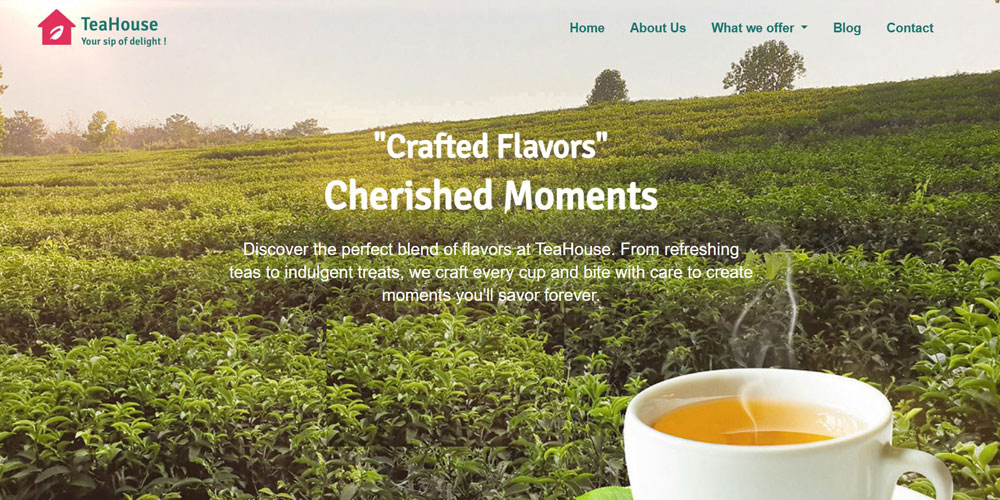 TeaHouse
Your sip of delight !
Home About Us What we offer Blog Contact
"Crafted Flavors"
Cherished Moments
Discover the perfect blend of flavors at TeaHouse. From refreshing
teas to indulgent treats, we craft every cup and bite with care to create
moments you'll savor forever.